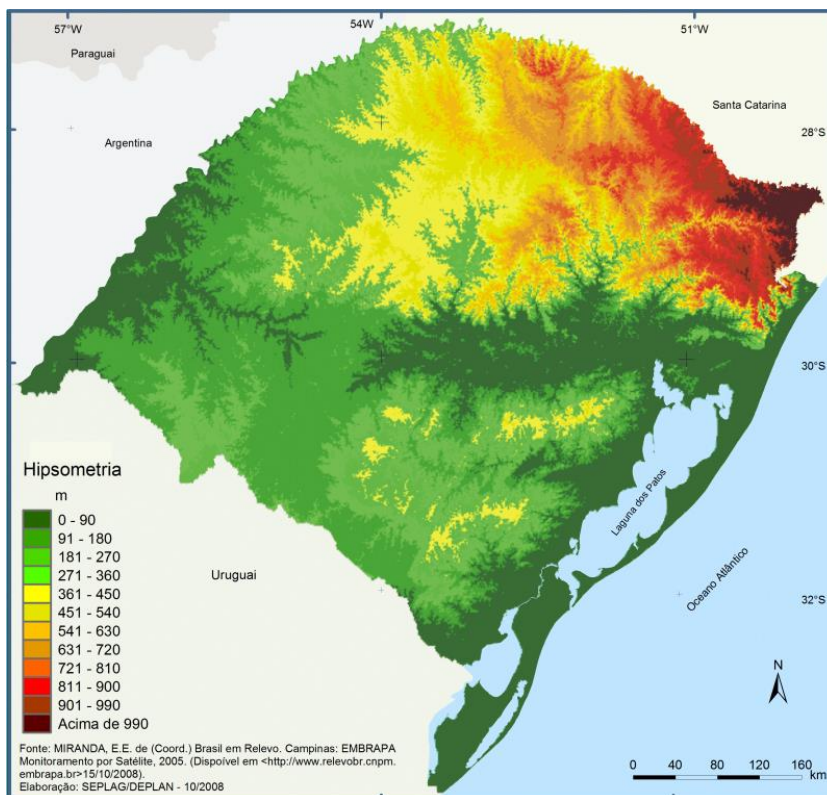 57°W
54°W
51°W
Paraguai
Santa Catarina
Argentina
28°S
30°S
Hipsometria
m
0 - 90
91 - 180
181 - 270
271 - 360
361 - 450
451 - 540
541 - 630
631 - 720
721 - 810
811 - 900
901 - 990
Acima de 990
Laguna dos Patos
Uruguai
Oceano Atlântico
32°S
N
Fonte: MIRANDA, E.E. de (Coord.) Brasil em Relevo. Campinas: EMBRAPA
Monitoramento por Satélite, 2005. (Dispoível em <http://www.relevobr.cnpm.
embrapa.br>15/10/2008).
Elaboração: SEPLAG/DEPLAN - 10/2008
0 20 40 80 120 160
km